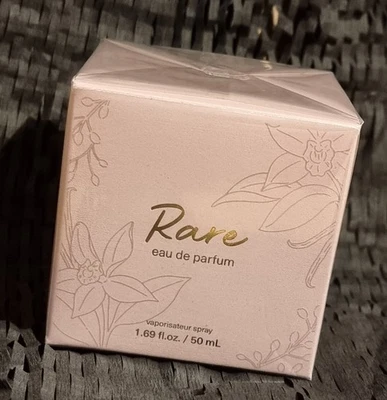 Rare
eau de parfum
vaporisateur spray
1.69 fl.oz. / 50 mL